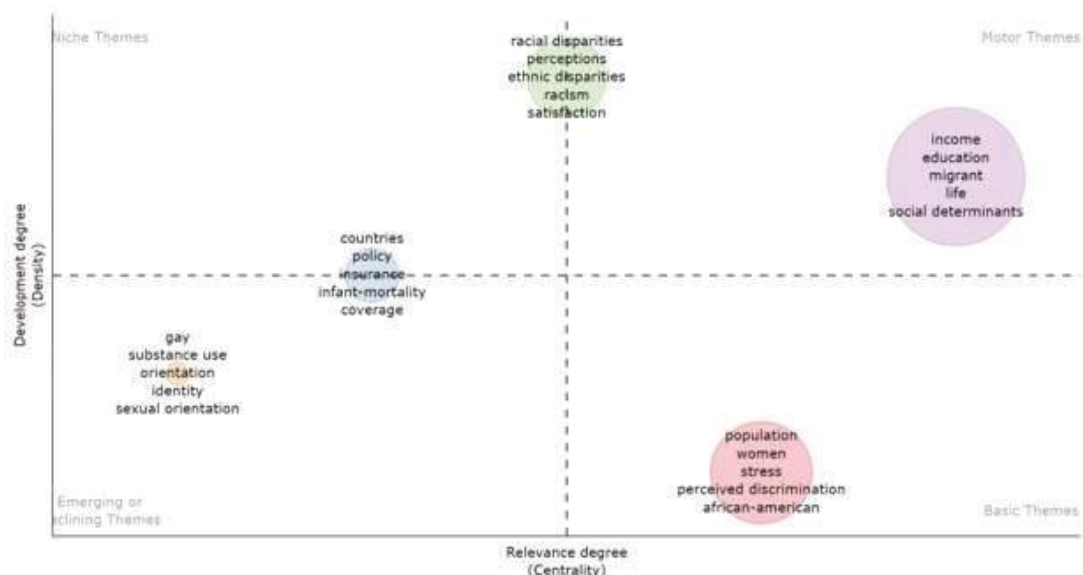 Niche Themes
Motor Themes
racial disparities
perceptions
ethnic disparities
racism
satisfaction
income
education
migrant
life
social determinants
countries
policy
insurance
infant-mortality
coverage
Development degree
(Density)
gay
substance use
orientation
identity
sexual orientation
population
women
stress
perceived discrimination
african-american
Emerging or
clining Themes
Basic Themes
Relevance degree
(Centrality)